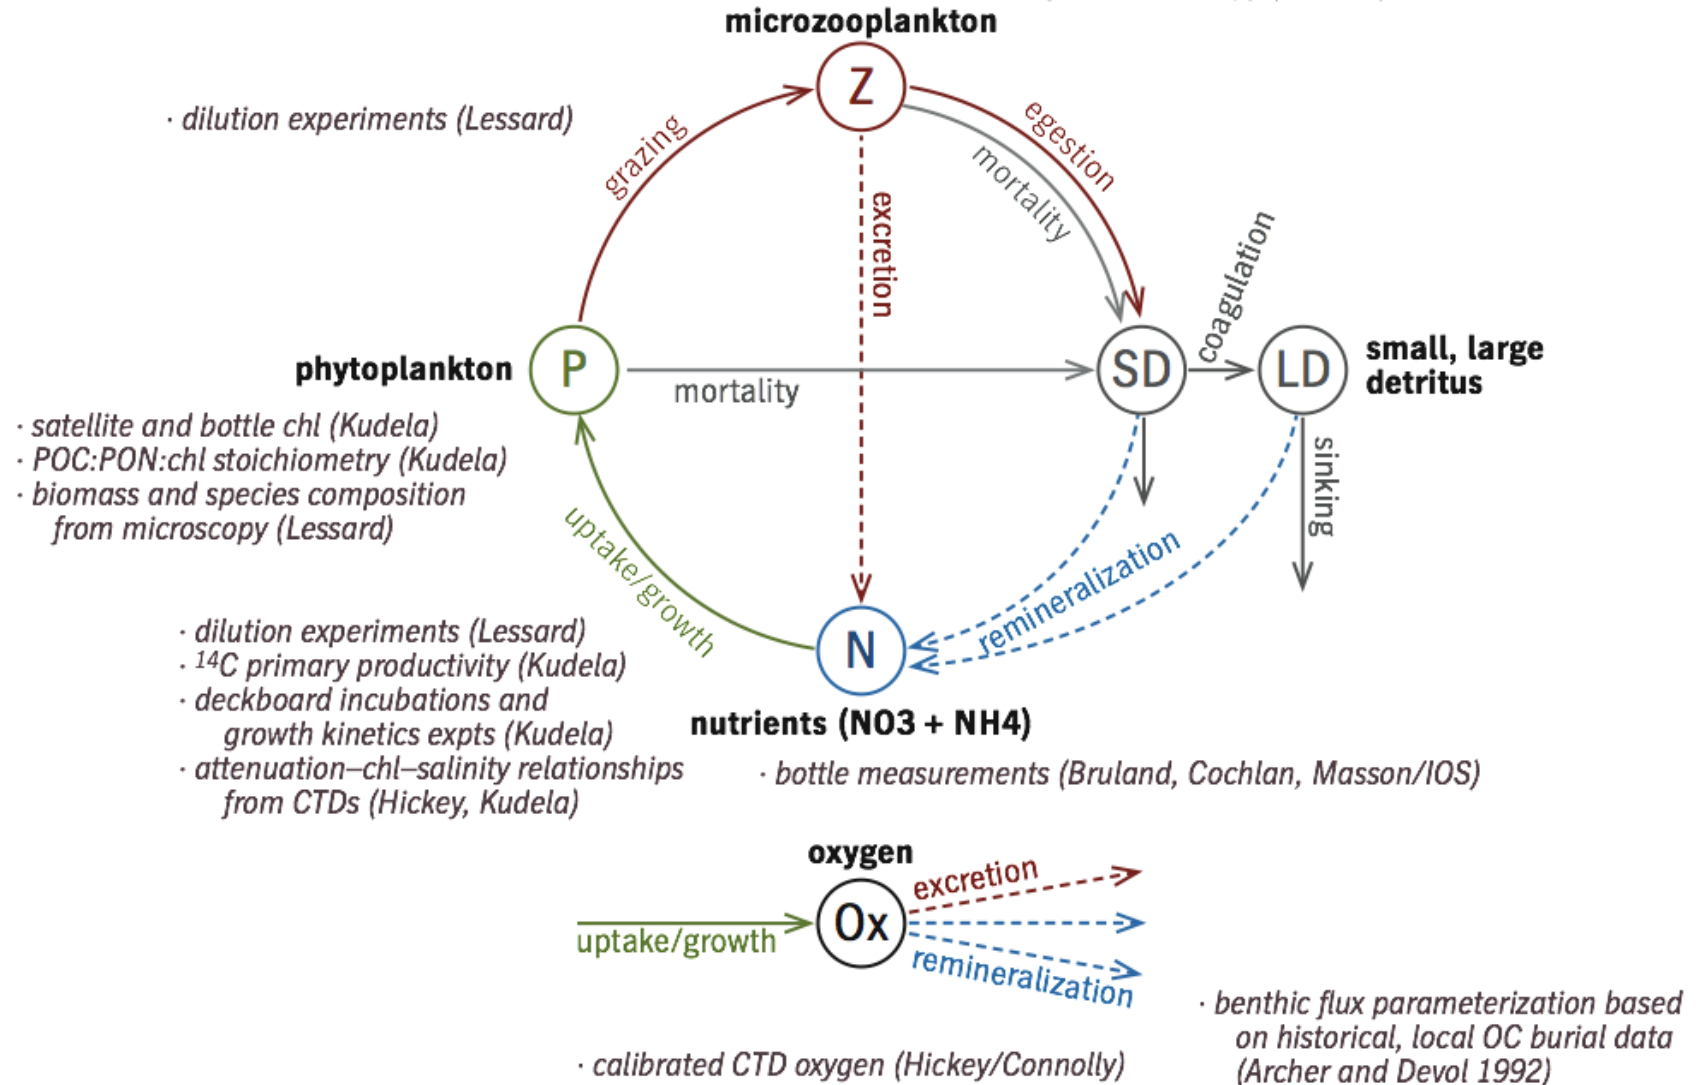 microzooplankton
Z
· dilution experiments (Lessard)
grazing
egestion
mortality
excretion
coagulation
phytoplankton
P
mortality
SD
LD
small, large
detritus
· satellite and bottle chl (Kudela)
· POC:PON:chl stoichiometry (Kudela)
· biomass and species composition
from microscopy (Lessard)
sinking
uptake/growth
remineralization
N
nutrients (NO3 + NH4)
· dilution experiments (Lessard)
· 14C primary productivity (Kudela)
· deckboard incubations and
growth kinetics expts (Kudela)
· attenuation–chl–salinity relationships
from CTDs (Hickey, Kudela)
· bottle measurements (Bruland, Cochlan, Masson/IOS)
oxygen
Ox
uptake/growth
excretion
remineralization
· calibrated CTD oxygen (Hickey/Connolly)
· benthic flux parameterization based
on historical, local OC burial data
(Archer and Devol 1992)